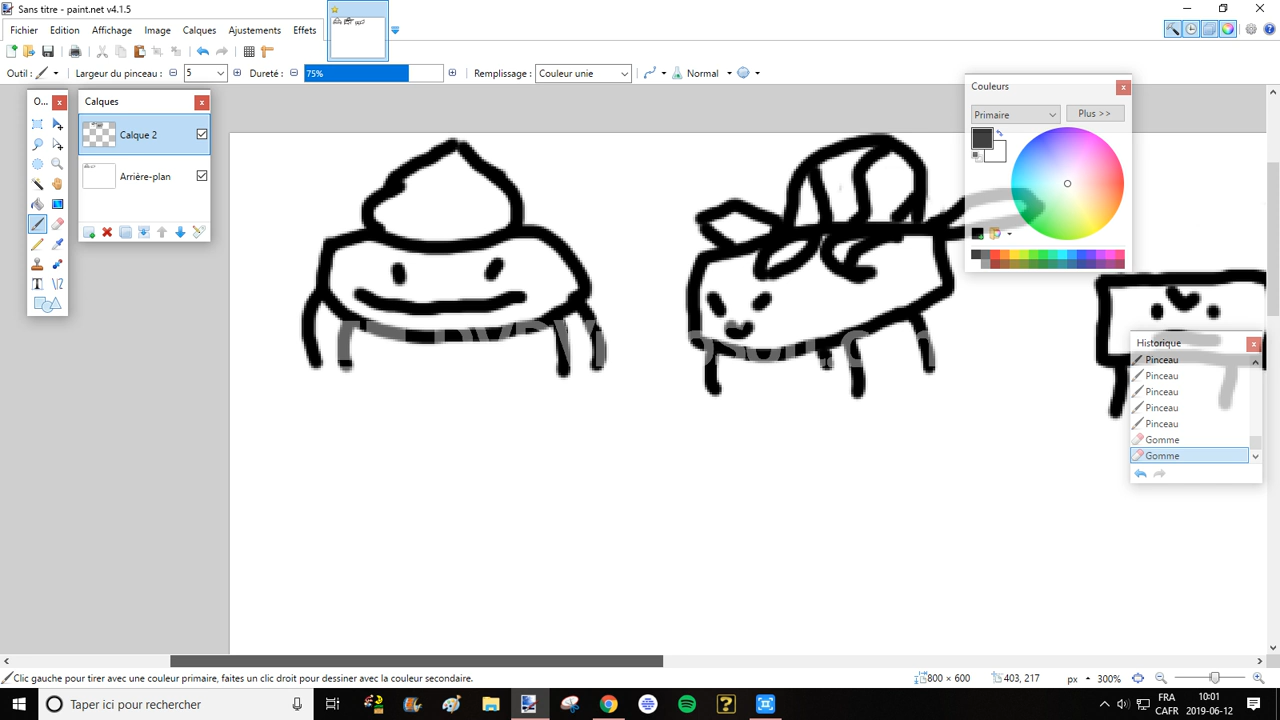 Sans titre - paint.net v4.1.5
Fichier Edition Affichage Image Calques Ajustements Effets
Outil : Largeur du pinceau : 5 Dureté : 75% Remplissage : Couleur unie Normal
O... Calques
Calque 2
Arrière-plan
Couleurs
Primaire Plus >>
Historique
Pinceau
Pinceau
Pinceau
Pinceau
Pinceau
Gomme
Gomme
Clic gauche pour tirer avec une couleur primaire, faites un clic droit pour dessiner avec la couleur secondaire. 800 × 600 403, 217 px 300%
Taper ici pour rechercher
FRA 10:01
CAFR 2019-06-12